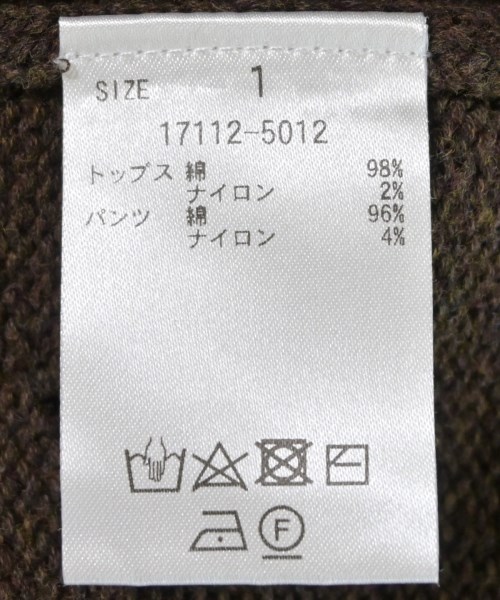 SIZE 1
17112-5012
トップス 綿 98%
ナイロン 2%
パンツ 綿 96%
ナイロン 4%
F